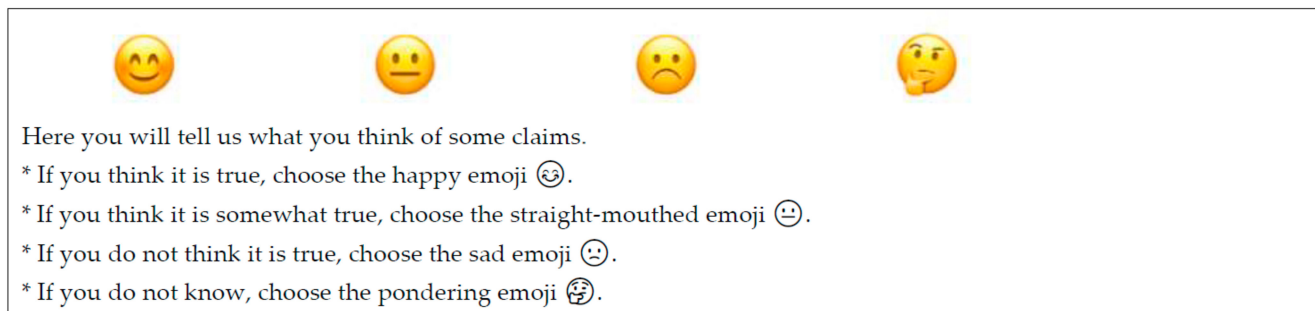 😊 😐 🙁 🤔
Here you will tell us what you think of some claims.
* If you think it is true, choose the happy emoji 😊.
* If you think it is somewhat true, choose the straight-mouthed emoji 😐.
* If you do not think it is true, choose the sad emoji 🙁.
* If you do not know, choose the pondering emoji 🤔.